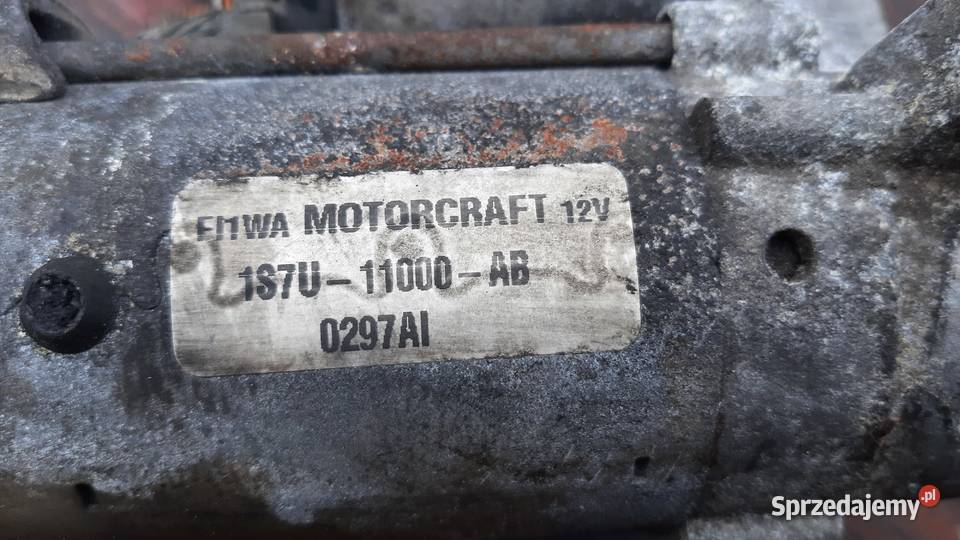 FI1WA MOTORCRAFT 12V
1S7U-11000-AB
0297AI
Sprzedajemy.pl